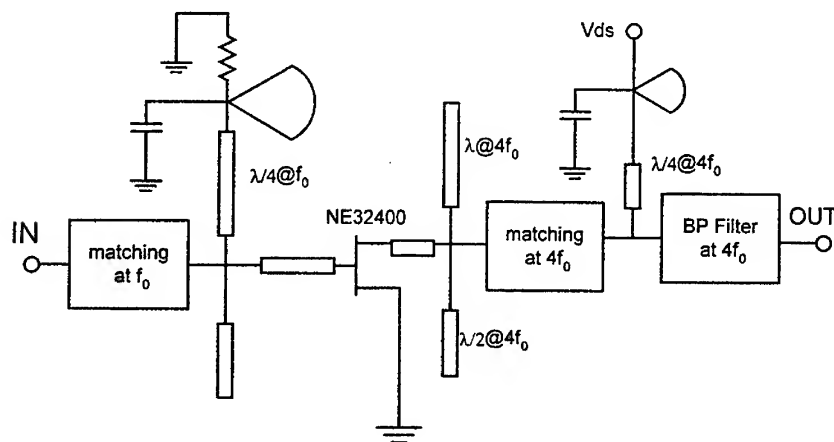 Vds
λ/4@f₀
λ@4f₀
λ/4@4f₀
NE32400
IN
matching
at f₀
matching
at 4f₀
BP Filter
at 4f₀
OUT
λ/2@4f₀